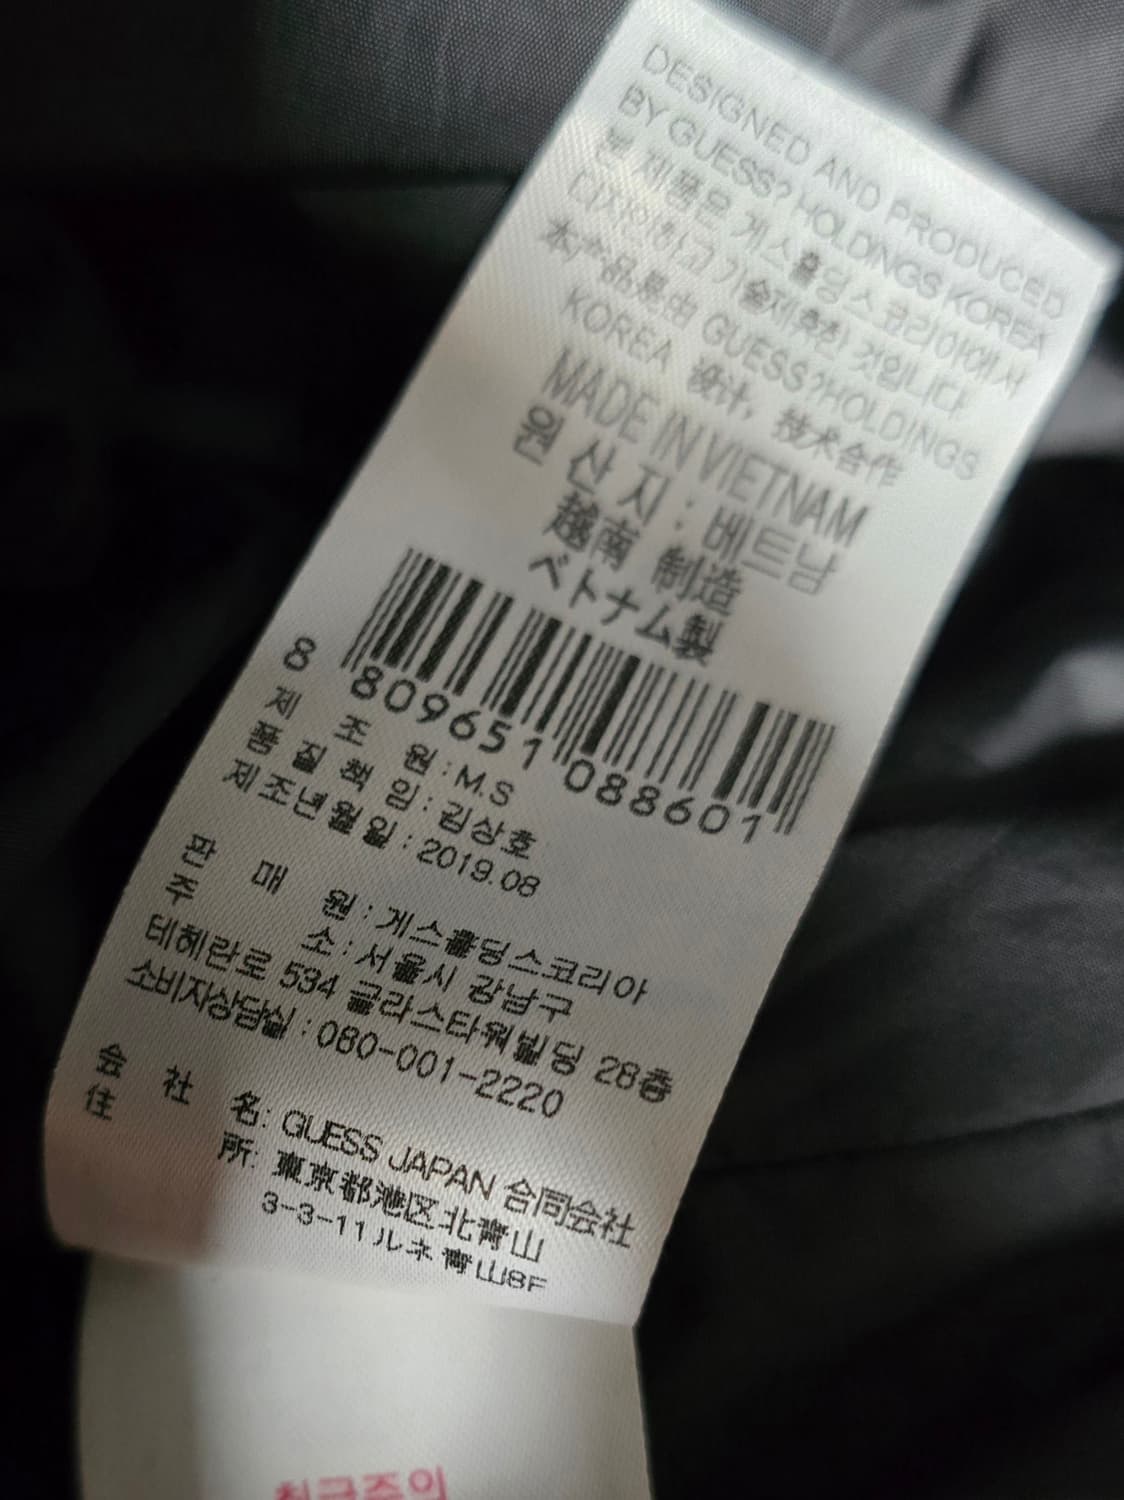 DESIGNED AND PRODUCED
BY GUESS? HOLDINGS KOREA
본 제품은 게스홀딩스코리아에서
디자인하고 기술제휴한 것입니다.
本产品是由 GUESS?HOLDINGS
KOREA 设计, 技术合作
MADE IN VIETNAM
원 산 지 : 베트남
越南 制造
ベトナム製
8 809651 088601
제 조 원 : M.S
품 질 책 임 : 김상호
제조년월일 : 2019.08
판 매 원 : 게스홀딩스코리아
주 소 : 서울시 강남구
테헤란로 534 글라스타워빌딩 28층
소비자상담실 : 080-001-2220
会 社 名: GUESS JAPAN 合同会社
住 所: 東京都港区北青山
3-3-11ルネ青山8F
취급주의